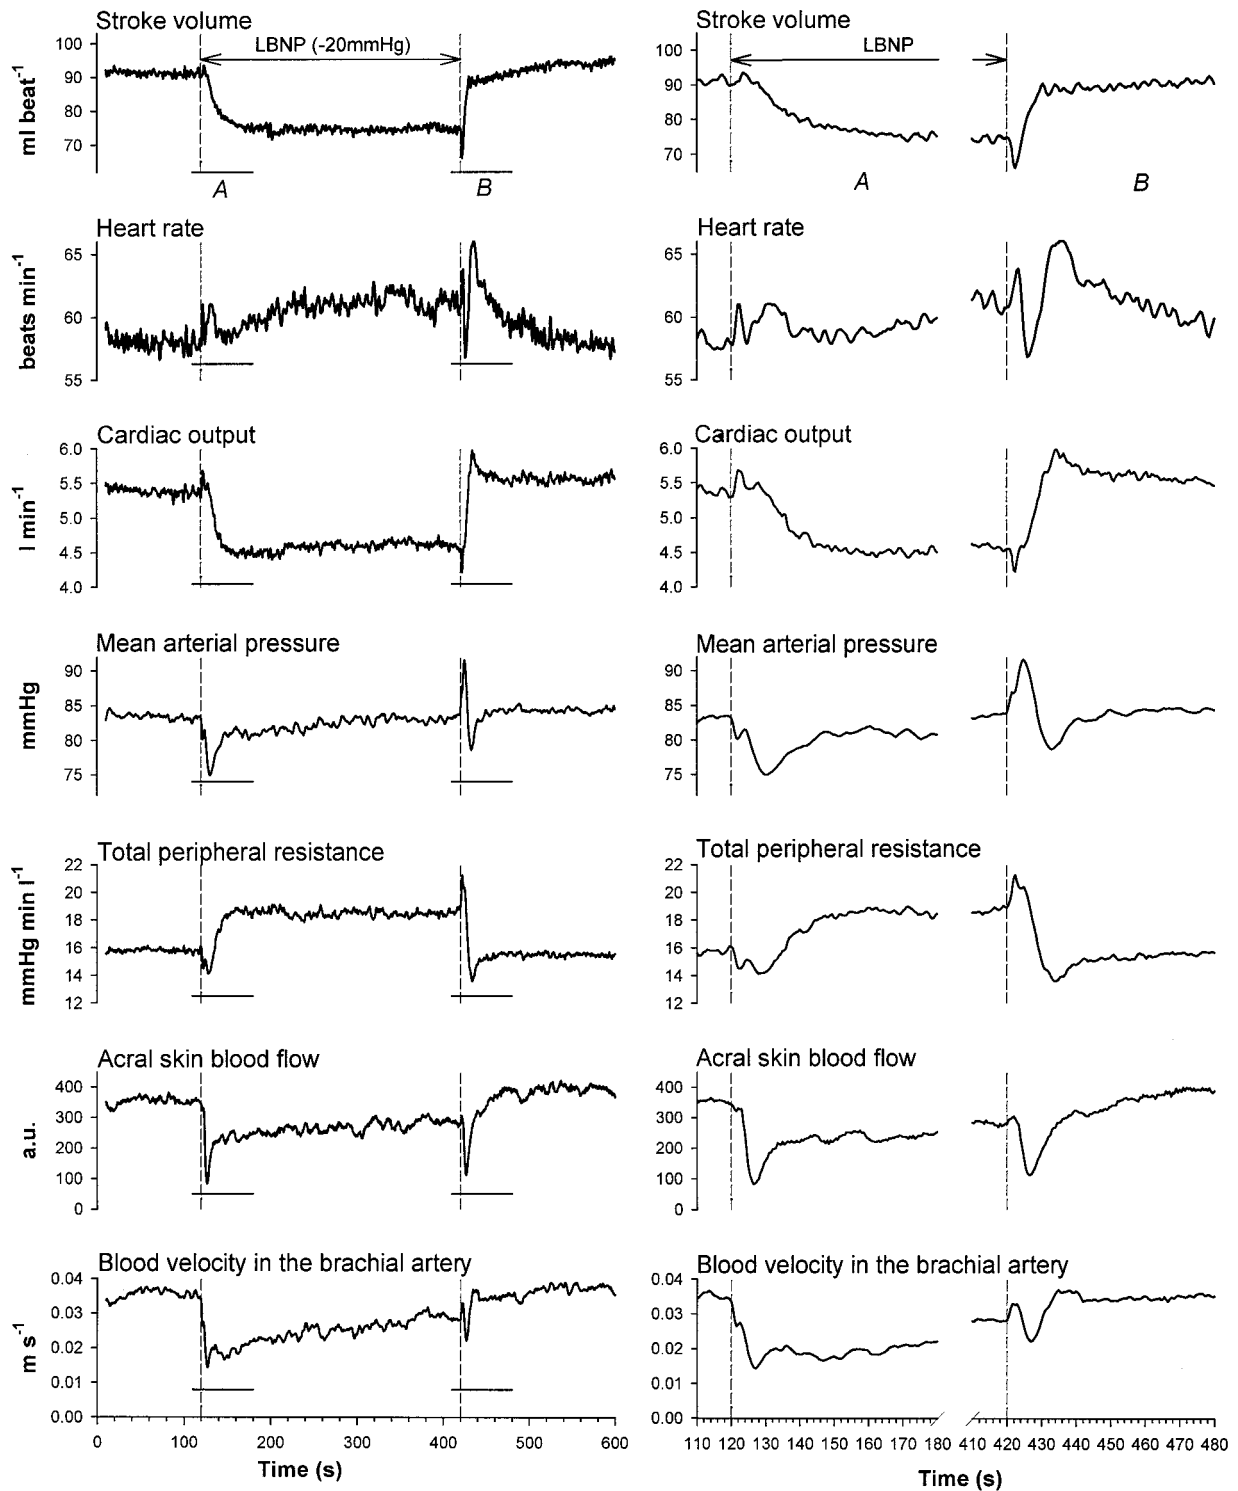 Stroke volume
LBNP (-20mmHg)
100
90
80
70
ml beat⁻¹
A
B
Stroke volume
LBNP
100
90
80
70
A
B
Heart rate
65
60
55
beats min⁻¹
Heart rate
65
60
55
Cardiac output
6.0
5.5
5.0
4.5
4.0
l min⁻¹
Cardiac output
6.0
5.5
5.0
4.5
4.0
Mean arterial pressure
90
85
80
75
mmHg
Mean arterial pressure
90
85
80
75
Total peripheral resistance
22
20
18
16
14
12
mmHg min l⁻¹
Total peripheral resistance
22
20
18
16
14
12
Acral skin blood flow
400
300
200
100
0
a.u.
Acral skin blood flow
400
300
200
100
0
Blood velocity in the brachial artery
0.04
0.03
0.02
0.01
0.00
m s⁻¹
0 100 200 300 400 500 600
Time (s)
Blood velocity in the brachial artery
0.04
0.03
0.02
0.01
0.00
110 120 130 140 150 160 170 180 410 420 430 440 450 460 470 480
Time (s)